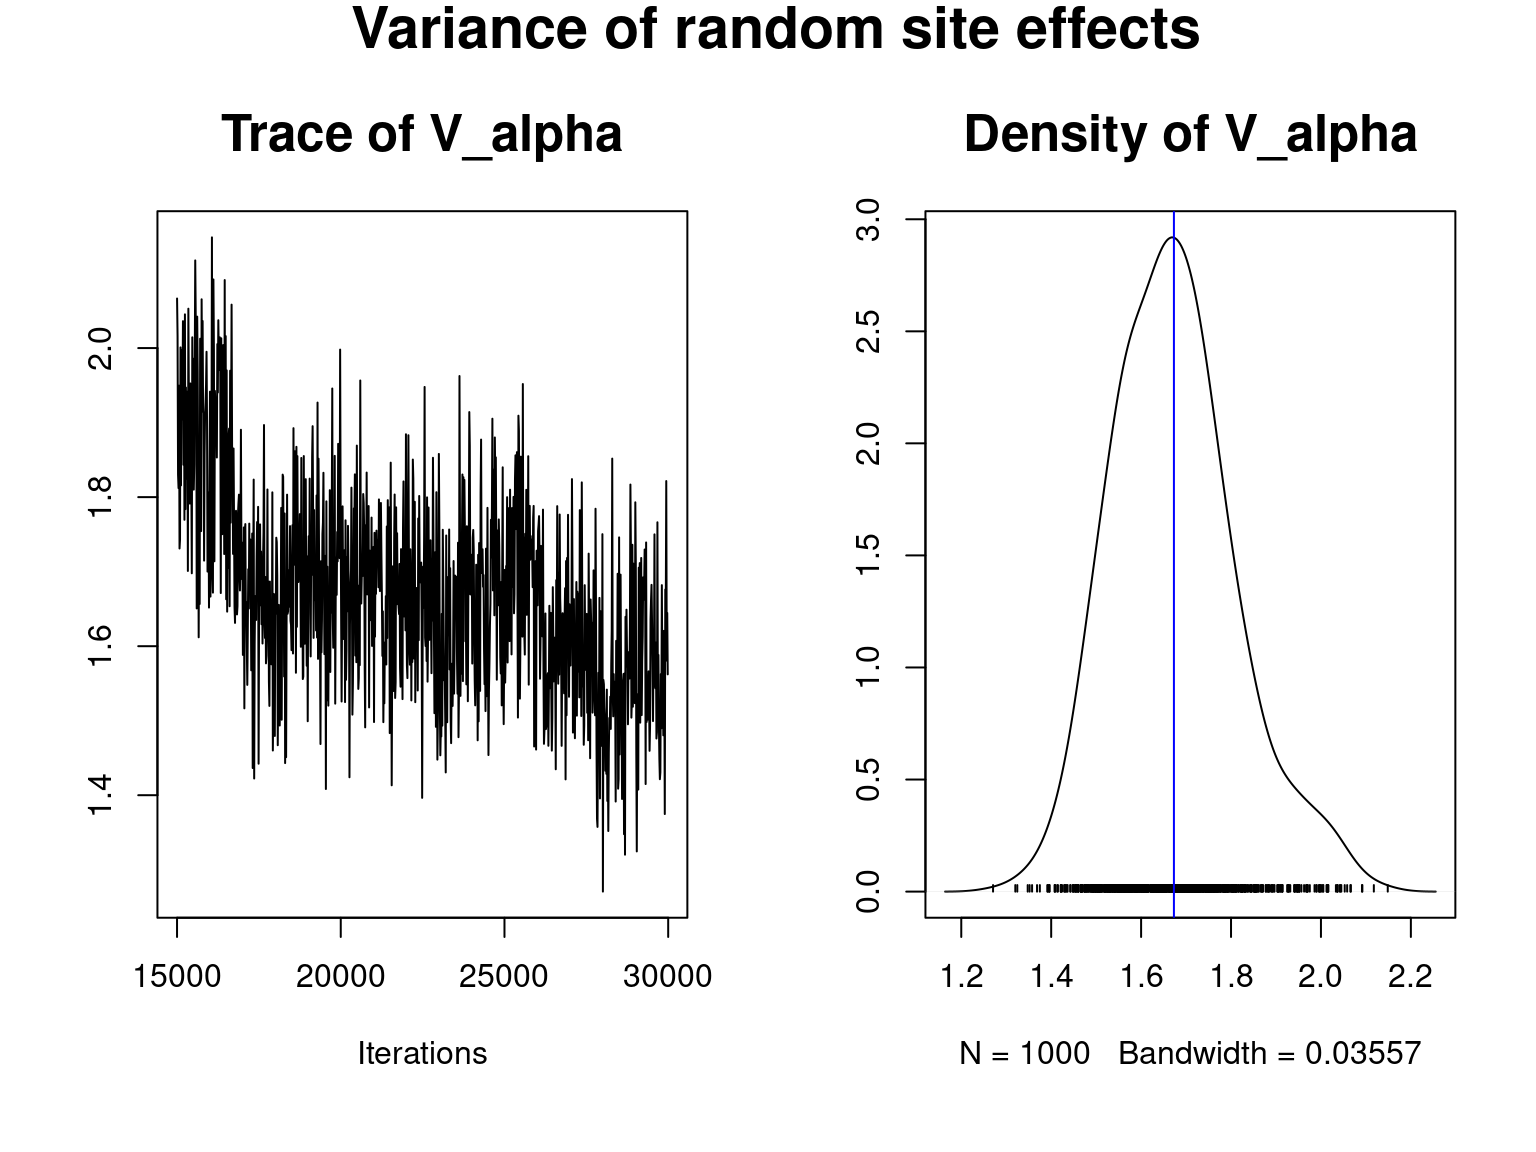 Variance of random site effects
Trace of V_alpha
2.0
1.8
1.6
1.4
15000 20000 25000 30000
Iterations
Density of V_alpha
3.0
2.5
2.0
1.5
1.0
0.5
0.0
1.2 1.4 1.6 1.8 2.0 2.2
N = 1000 Bandwidth = 0.03557